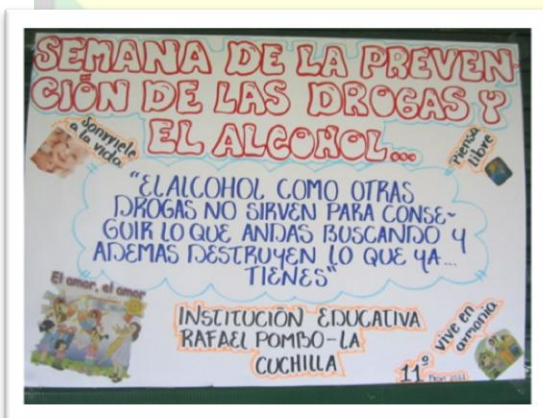 SEMANA DE LA PREVEN
CIÓN DE LAS DROGAS Y
EL ALCOHOL...
Sonríele
a la vida
Piensa
libre
"EL ALCOHOL COMO OTRAS
DROGAS NO SIRVEN PARA CONSE-
GUIR LO QUE ANDAS BUSCANDO Y
ADEMAS DESTRUYEN LO QUE YA...
TIENES"
El amor, el amor
INSTITUCIÓN EDUCATIVA
RAFAEL POMBO-LA
CUCHILLA
vive en
armonia
11º